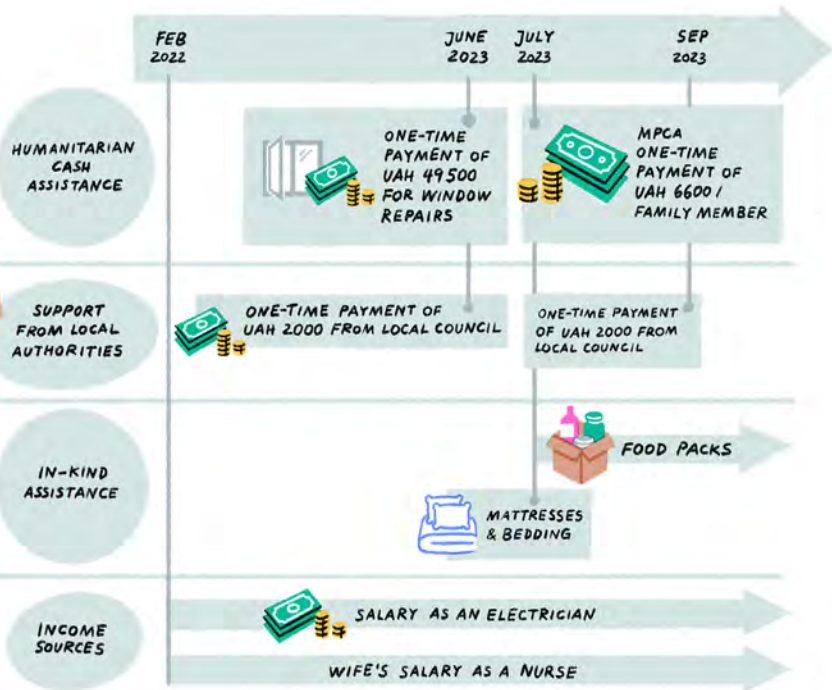 FEB
2022
JUNE
2023
JULY
2023
SEP
2023
HUMANITARIAN
CASH
ASSISTANCE
ONE-TIME
PAYMENT OF
UAH 49500
FOR WINDOW
REPAIRS
MPCA
ONE-TIME
PAYMENT OF
UAH 6600/
FAMILY MEMBER
SUPPORT
FROM LOCAL
AUTHORITIES
ONE-TIME PAYMENT OF
UAH 2000 FROM LOCAL COUNCIL
ONE-TIME PAYMENT
OF UAH 2000 FROM
LOCAL COUNCIL
IN-KIND
ASSISTANCE
FOOD PACKS
MATTRESSES
& BEDDING
INCOME
SOURCES
SALARY AS AN ELECTRICIAN
WIFE'S SALARY AS A NURSE